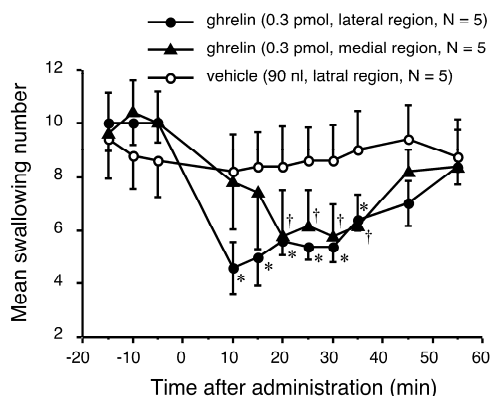 ghrelin (0.3 pmol, lateral region, N = 5)
ghrelin (0.3 pmol, medial region, N = 5
vehicle (90 nl, latral region, N = 5)
12
10
8
6
4
2
Mean swallowing number
* * * * * *
† † † †
-20 -10 0 10 20 30 40 50 60
Time after administration (min)